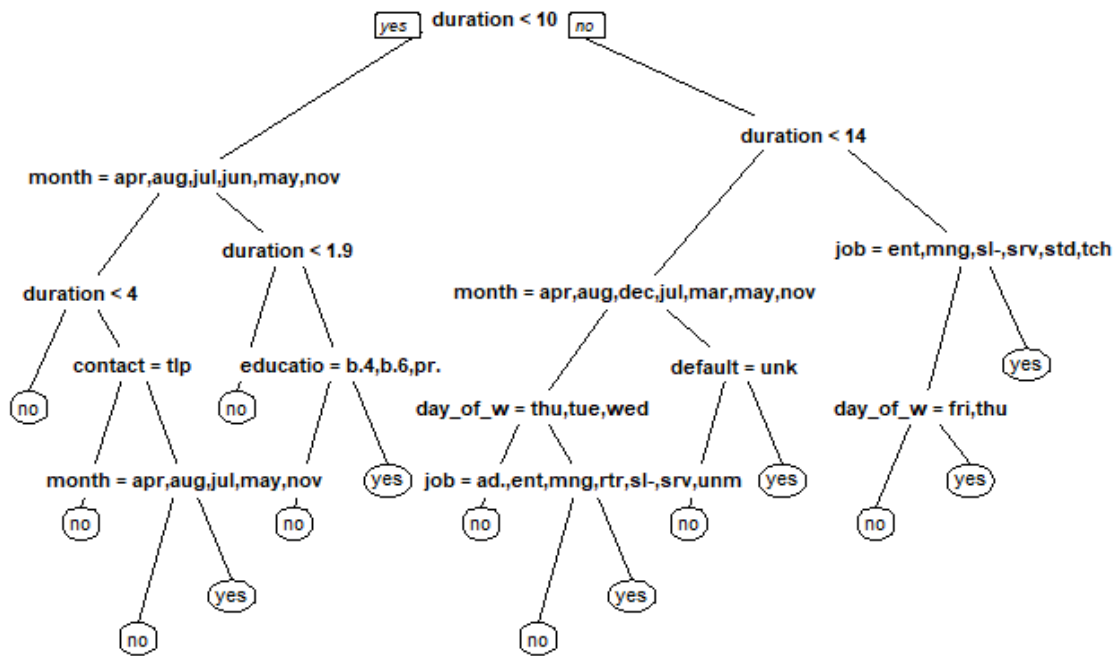 yes duration < 10 no
duration < 14
month = apr,aug,jul,jun,may,nov
duration < 1.9
job = ent,mng,sl-,srv,std,tch
duration < 4
month = apr,aug,dec,jul,mar,may,nov
contact = tlp
educatio = b.4,b.6,pr.
default = unk
yes
no
no
day_of_w = thu,tue,wed
day_of_w = fri,thu
month = apr,aug,jul,may,nov
yes
job = ad.,ent,mng,rtr,sl-,srv,unm
yes
yes
no
no
no
no
no
yes
yes
no
no